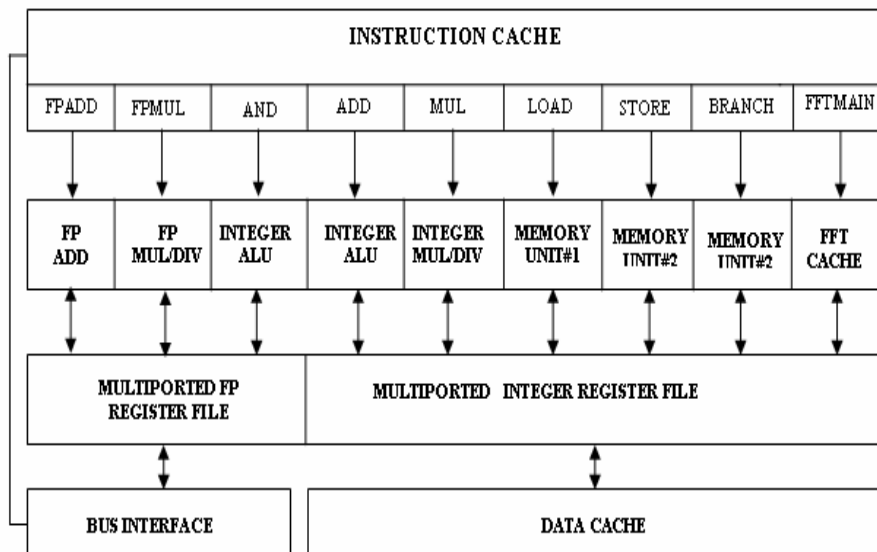 INSTRUCTION CACHE
FPADD FPMUL AND ADD MUL LOAD STORE BRANCH FFTMAIN
FP
ADD
FP
MUL/DIV
INTEGER
ALU
INTEGER
ALU
INTEGER
MUL/DIV
MEMORY
UNIT#1
MEMORY
UNIT#2
MEMORY
UNIT#2
FFT
CACHE
MULTIPORTED FP
REGISTER FILE
MULTIPORTED INTEGER REGISTER FILE
BUS INTERFACE
DATA CACHE